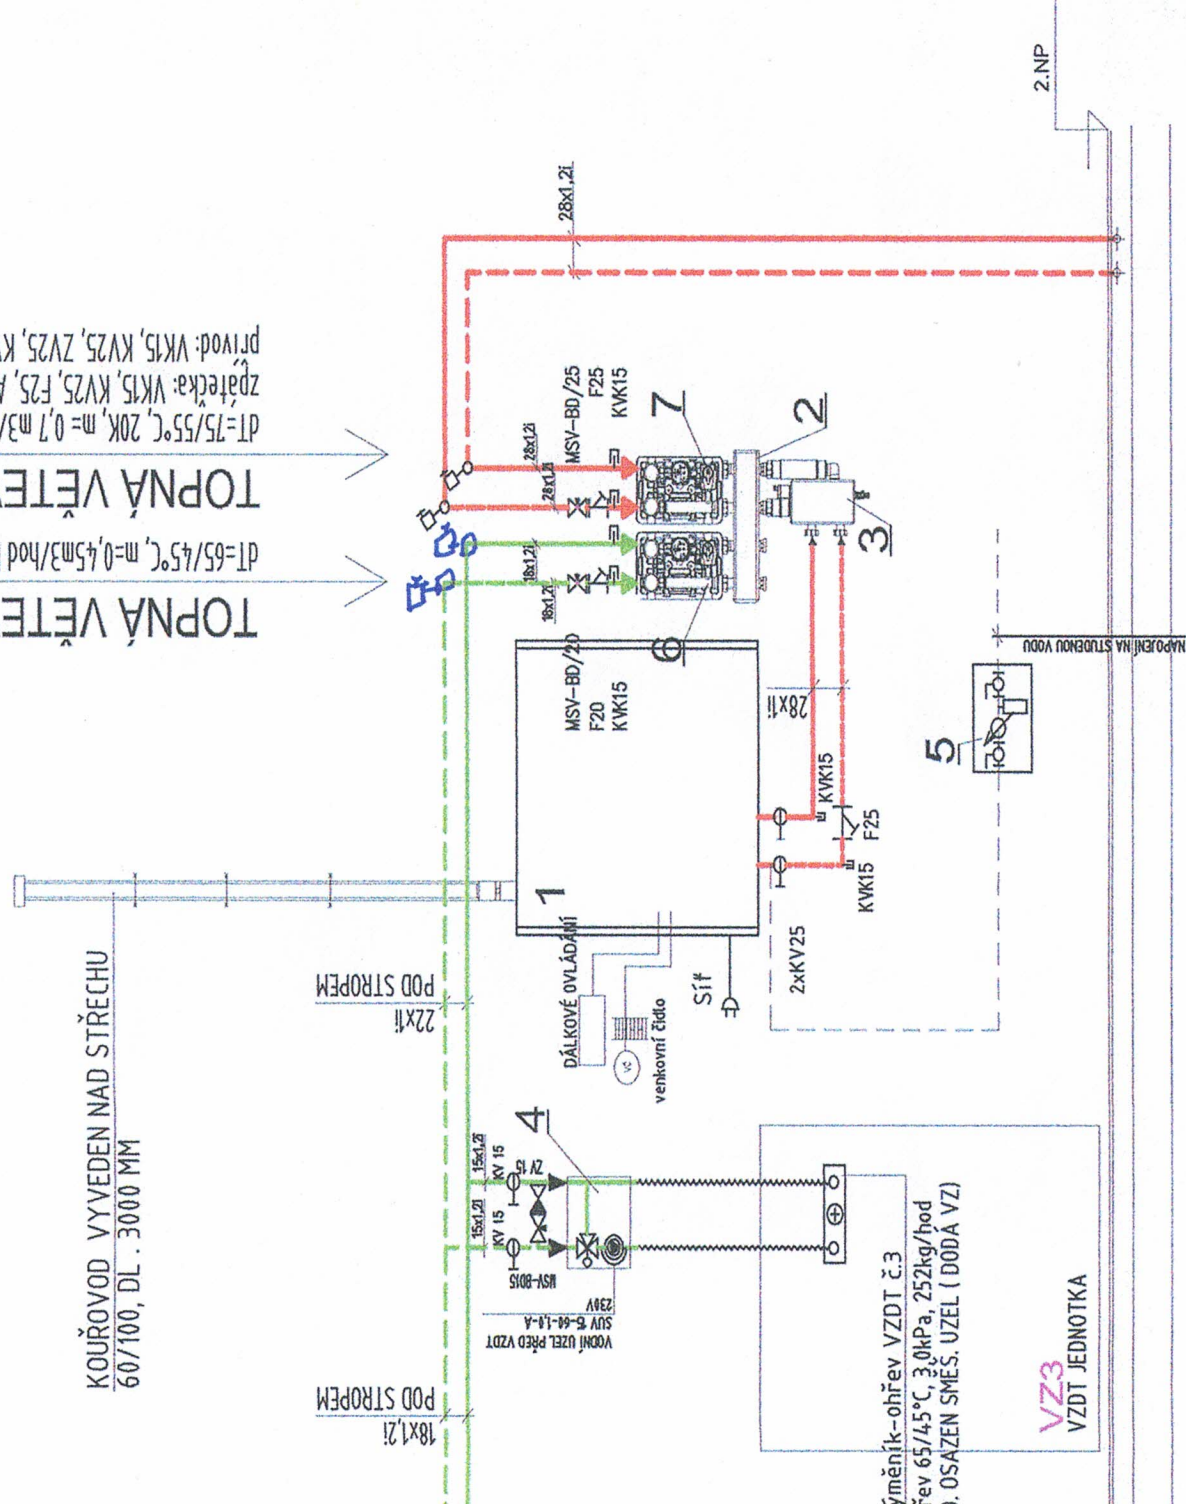 2.NP
28x1,2i
přívod: VK15, KV25, ZV25,
zpátečka: VK15, KV25, F25,
dT=75/55°C, 20K, m= 0,7 m3/
TOPNÁ VĚTE
dT=65/45°C, m=0,45m3/hod
TOPNÁ VĚTE
MSV-BD/25
F25
KVK15
28x1,2i
28x1,2i
18x1,2i
18x1,2i
7
2
3
6
MSV-BD/20
F20
KVK15
28x1i
NAPOJENÍ NA STUDENOU VODU
5
KVK15
F25
KVK15
2xKV25
1
DÁLKOVÉ OVLÁDÁNÍ
VČ
venkovní čidlo
Síť
KOUŘOVOD VYVEDEN NAD STŘECHU
60/100, DL . 3000 MM
POD STROPEM
22x1i
15x1,2i
KV 15
ZV 15
15x1,2i
KV 15
MSV-BD15
4
VODNÍ UZEL PŘED VZDT
SUV 15-60-1,0-A
230V
POD STROPEM
18x1,2i
ýměník-ohřev VZDT č.3
řev 65/45°C, 3,0kPa, 252kg/hod
OSAZEN SMĚS. UZEL ( DODÁ VZ)
VZ3
VZDT JEDNOTKA